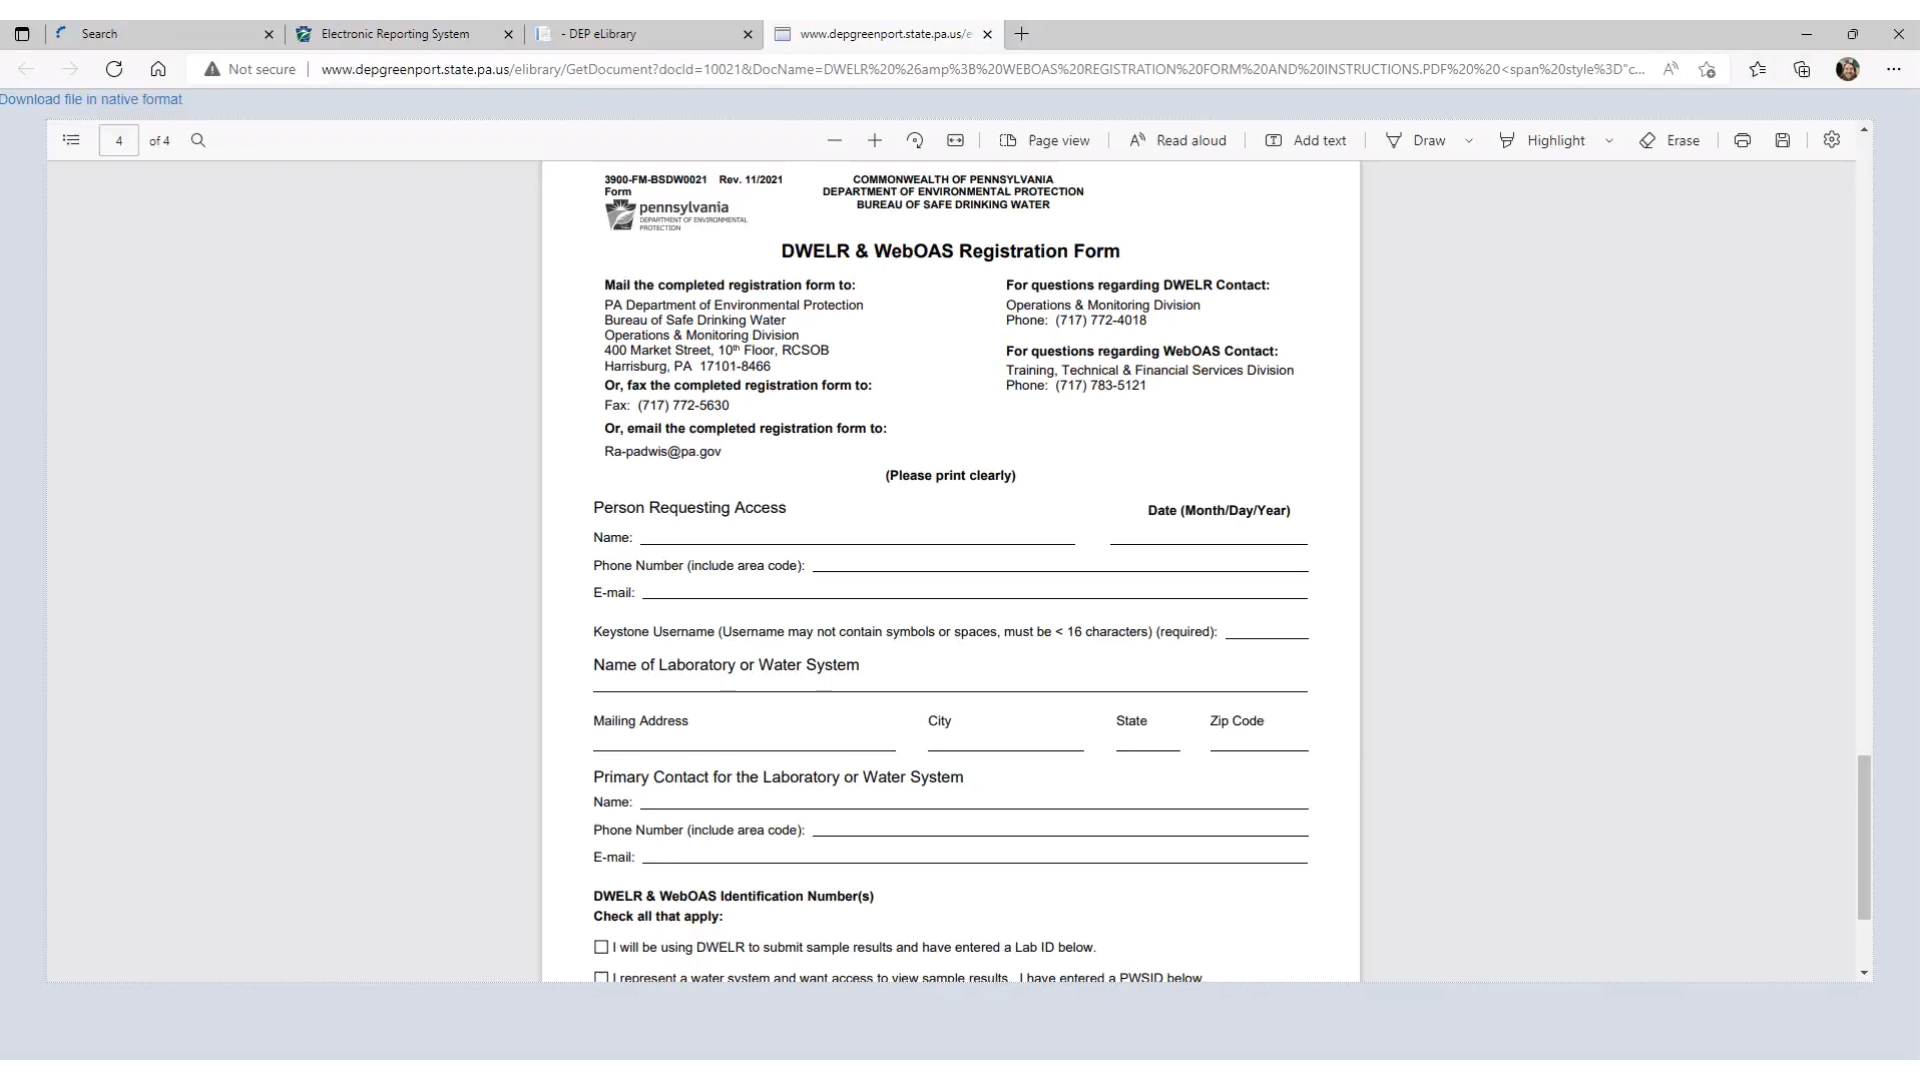 Search
Electronic Reporting System
- DEP eLibrary
www.depgreenport.state.pa.us/e
Not secure
www.depgreenport.state.pa.us/elibrary/GetDocument?docId=10021&DocName=DWELR%20%26amp%3B%20WEBOAS%20REGISTRATION%20FORM%20AND%20INSTRUCTIONS.PDF%20%20<span%20style%3D"c...
Download file in native format
4 of 4
Page view
Read aloud
Add text
Draw
Highlight
Erase
3900-FM-BSDW0021 Rev. 11/2021
Form
pennsylvania
DEPARTMENT OF ENVIRONMENTAL
PROTECTION
COMMONWEALTH OF PENNSYLVANIA
DEPARTMENT OF ENVIRONMENTAL PROTECTION
BUREAU OF SAFE DRINKING WATER
DWELR & WebOAS Registration Form
Mail the completed registration form to:
PA Department of Environmental Protection
Bureau of Safe Drinking Water
Operations & Monitoring Division
400 Market Street, 10th Floor, RCSOB
Harrisburg, PA 17101-8466
Or, fax the completed registration form to:
Fax: (717) 772-5630
Or, email the completed registration form to:
Ra-padwis@pa.gov
For questions regarding DWELR Contact:
Operations & Monitoring Division
Phone: (717) 772-4018
For questions regarding WebOAS Contact:
Training, Technical & Financial Services Division
Phone: (717) 783-5121
(Please print clearly)
Person Requesting Access
Date (Month/Day/Year)
Name:
Phone Number (include area code):
E-mail:
Keystone Username (Username may not contain symbols or spaces, must be < 16 characters) (required):
Name of Laboratory or Water System
Mailing Address City State Zip Code
Primary Contact for the Laboratory or Water System
Name:
Phone Number (include area code):
E-mail:
DWELR & WebOAS Identification Number(s)
Check all that apply:
I will be using DWELR to submit sample results and have entered a Lab ID below.
I represent a water system and want access to view sample results. I have entered a PWSID below